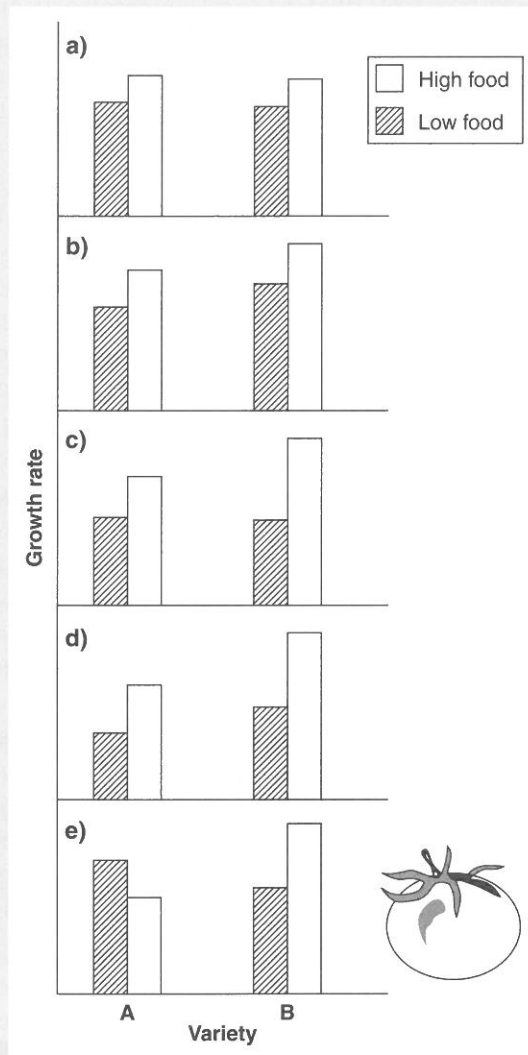 a)
High food
Low food
b)
c)
Growth rate
d)
e)
A B
Variety